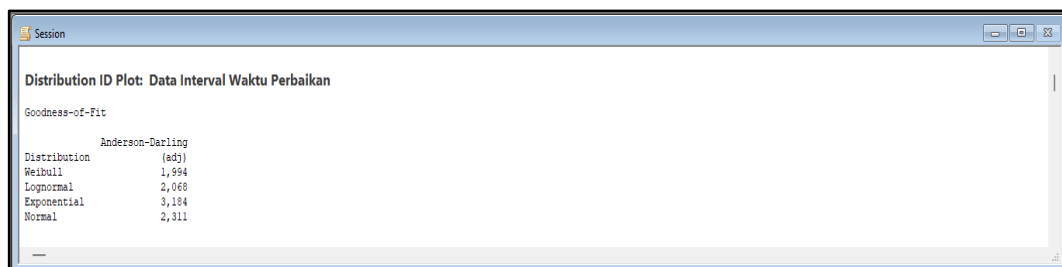 Session
Distribution ID Plot: Data Interval Waktu Perbaikan
Goodness-of-Fit
Anderson-Darling
Distribution (adj)
Weibull 1,994
Lognormal 2,068
Exponential 3,184
Normal 2,311